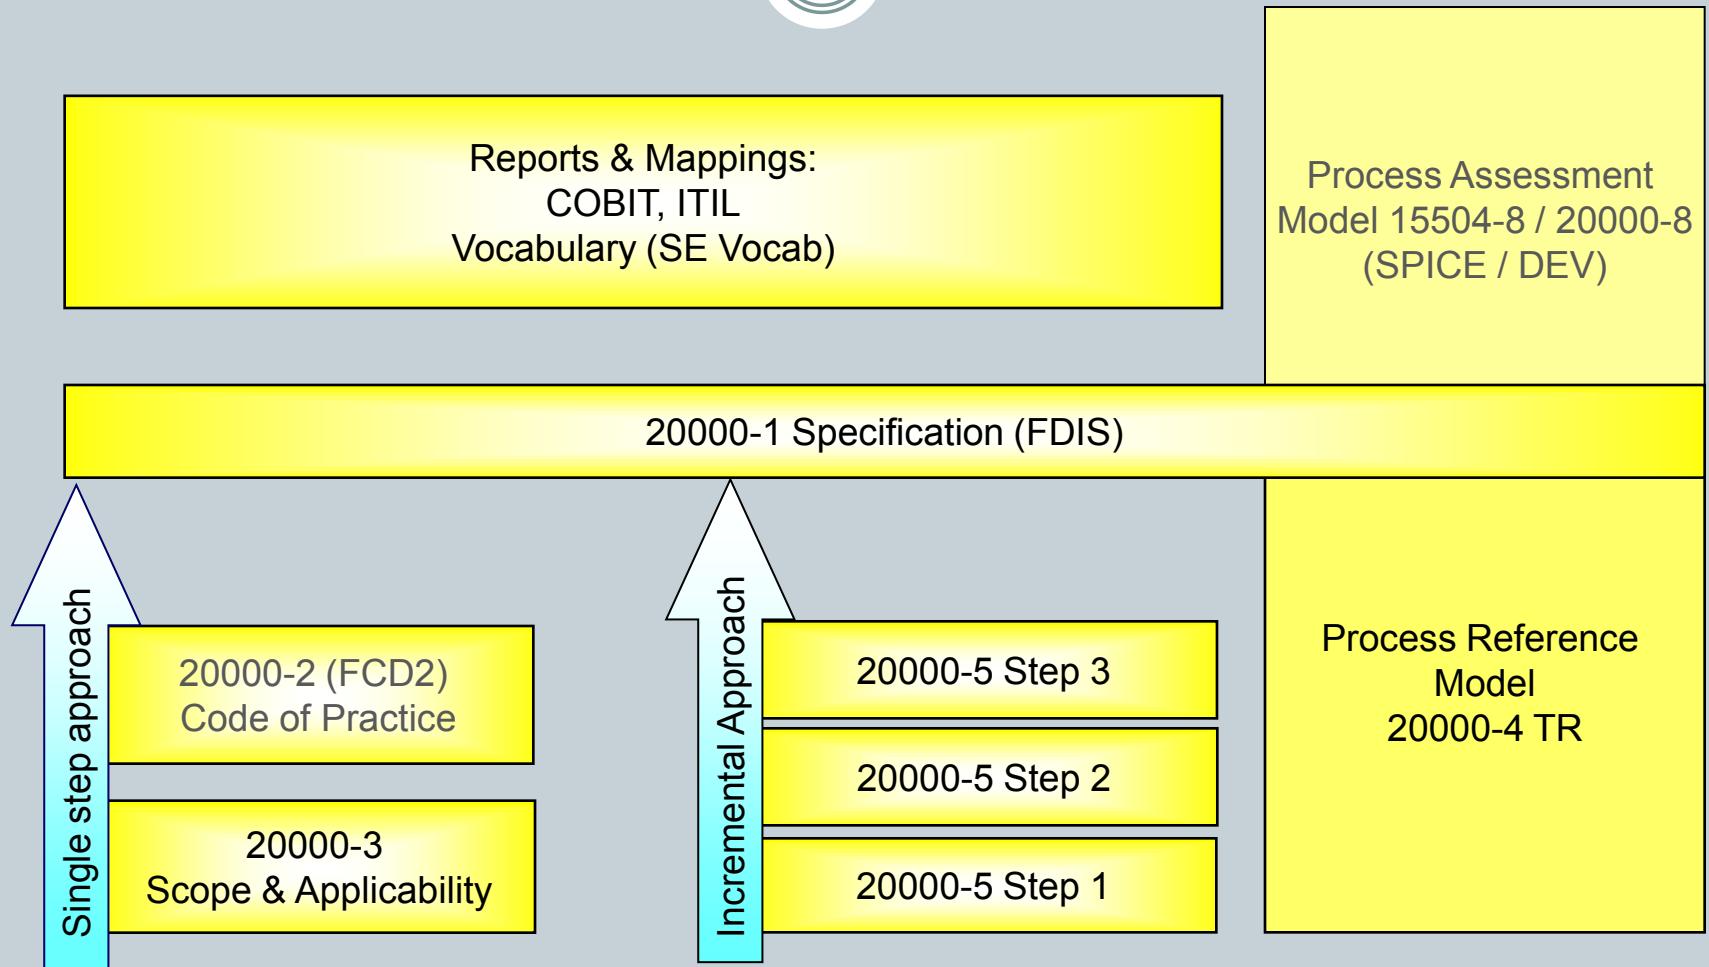 Reports & Mappings:
COBIT, ITIL
Vocabulary (SE Vocab)
Process Assessment
Model 15504-8 / 20000-8
(SPICE / DEV)
20000-1 Specification (FDIS)
Single step approach
20000-2 (FCD2)
Code of Practice
20000-3
Scope & Applicability
Incremental Approach
20000-5 Step 3
20000-5 Step 2
20000-5 Step 1
Process Reference
Model
20000-4 TR